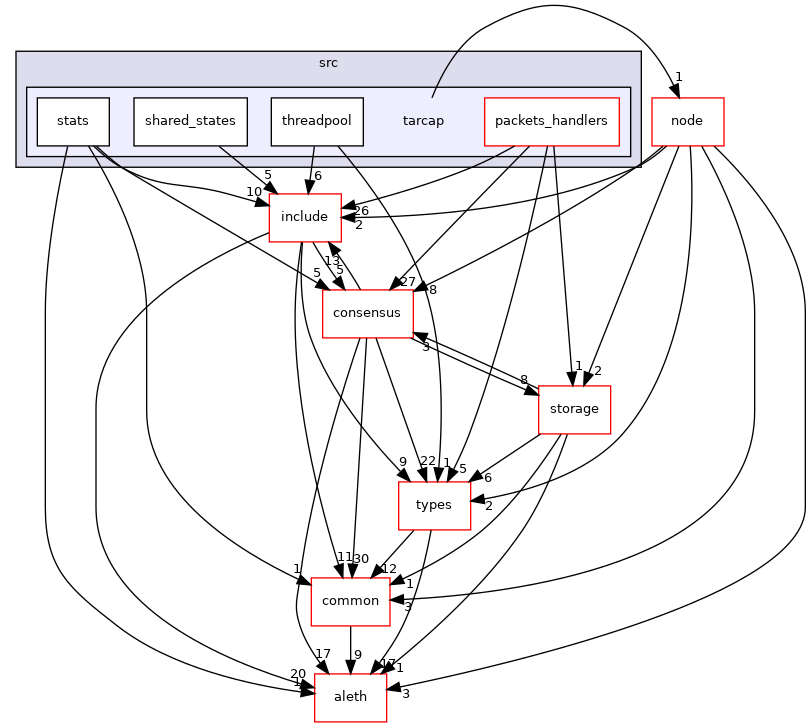 src
1
stats
shared_states
threadpool
tarcap
packets_handlers
node
5
6
10
26
include
2
13
5
5
27
8
consensus
3
1
2
8
storage
9
22
1
5
6
types
2
11
30
12
1
1
3
common
17
9
17
1
20
3
aleth